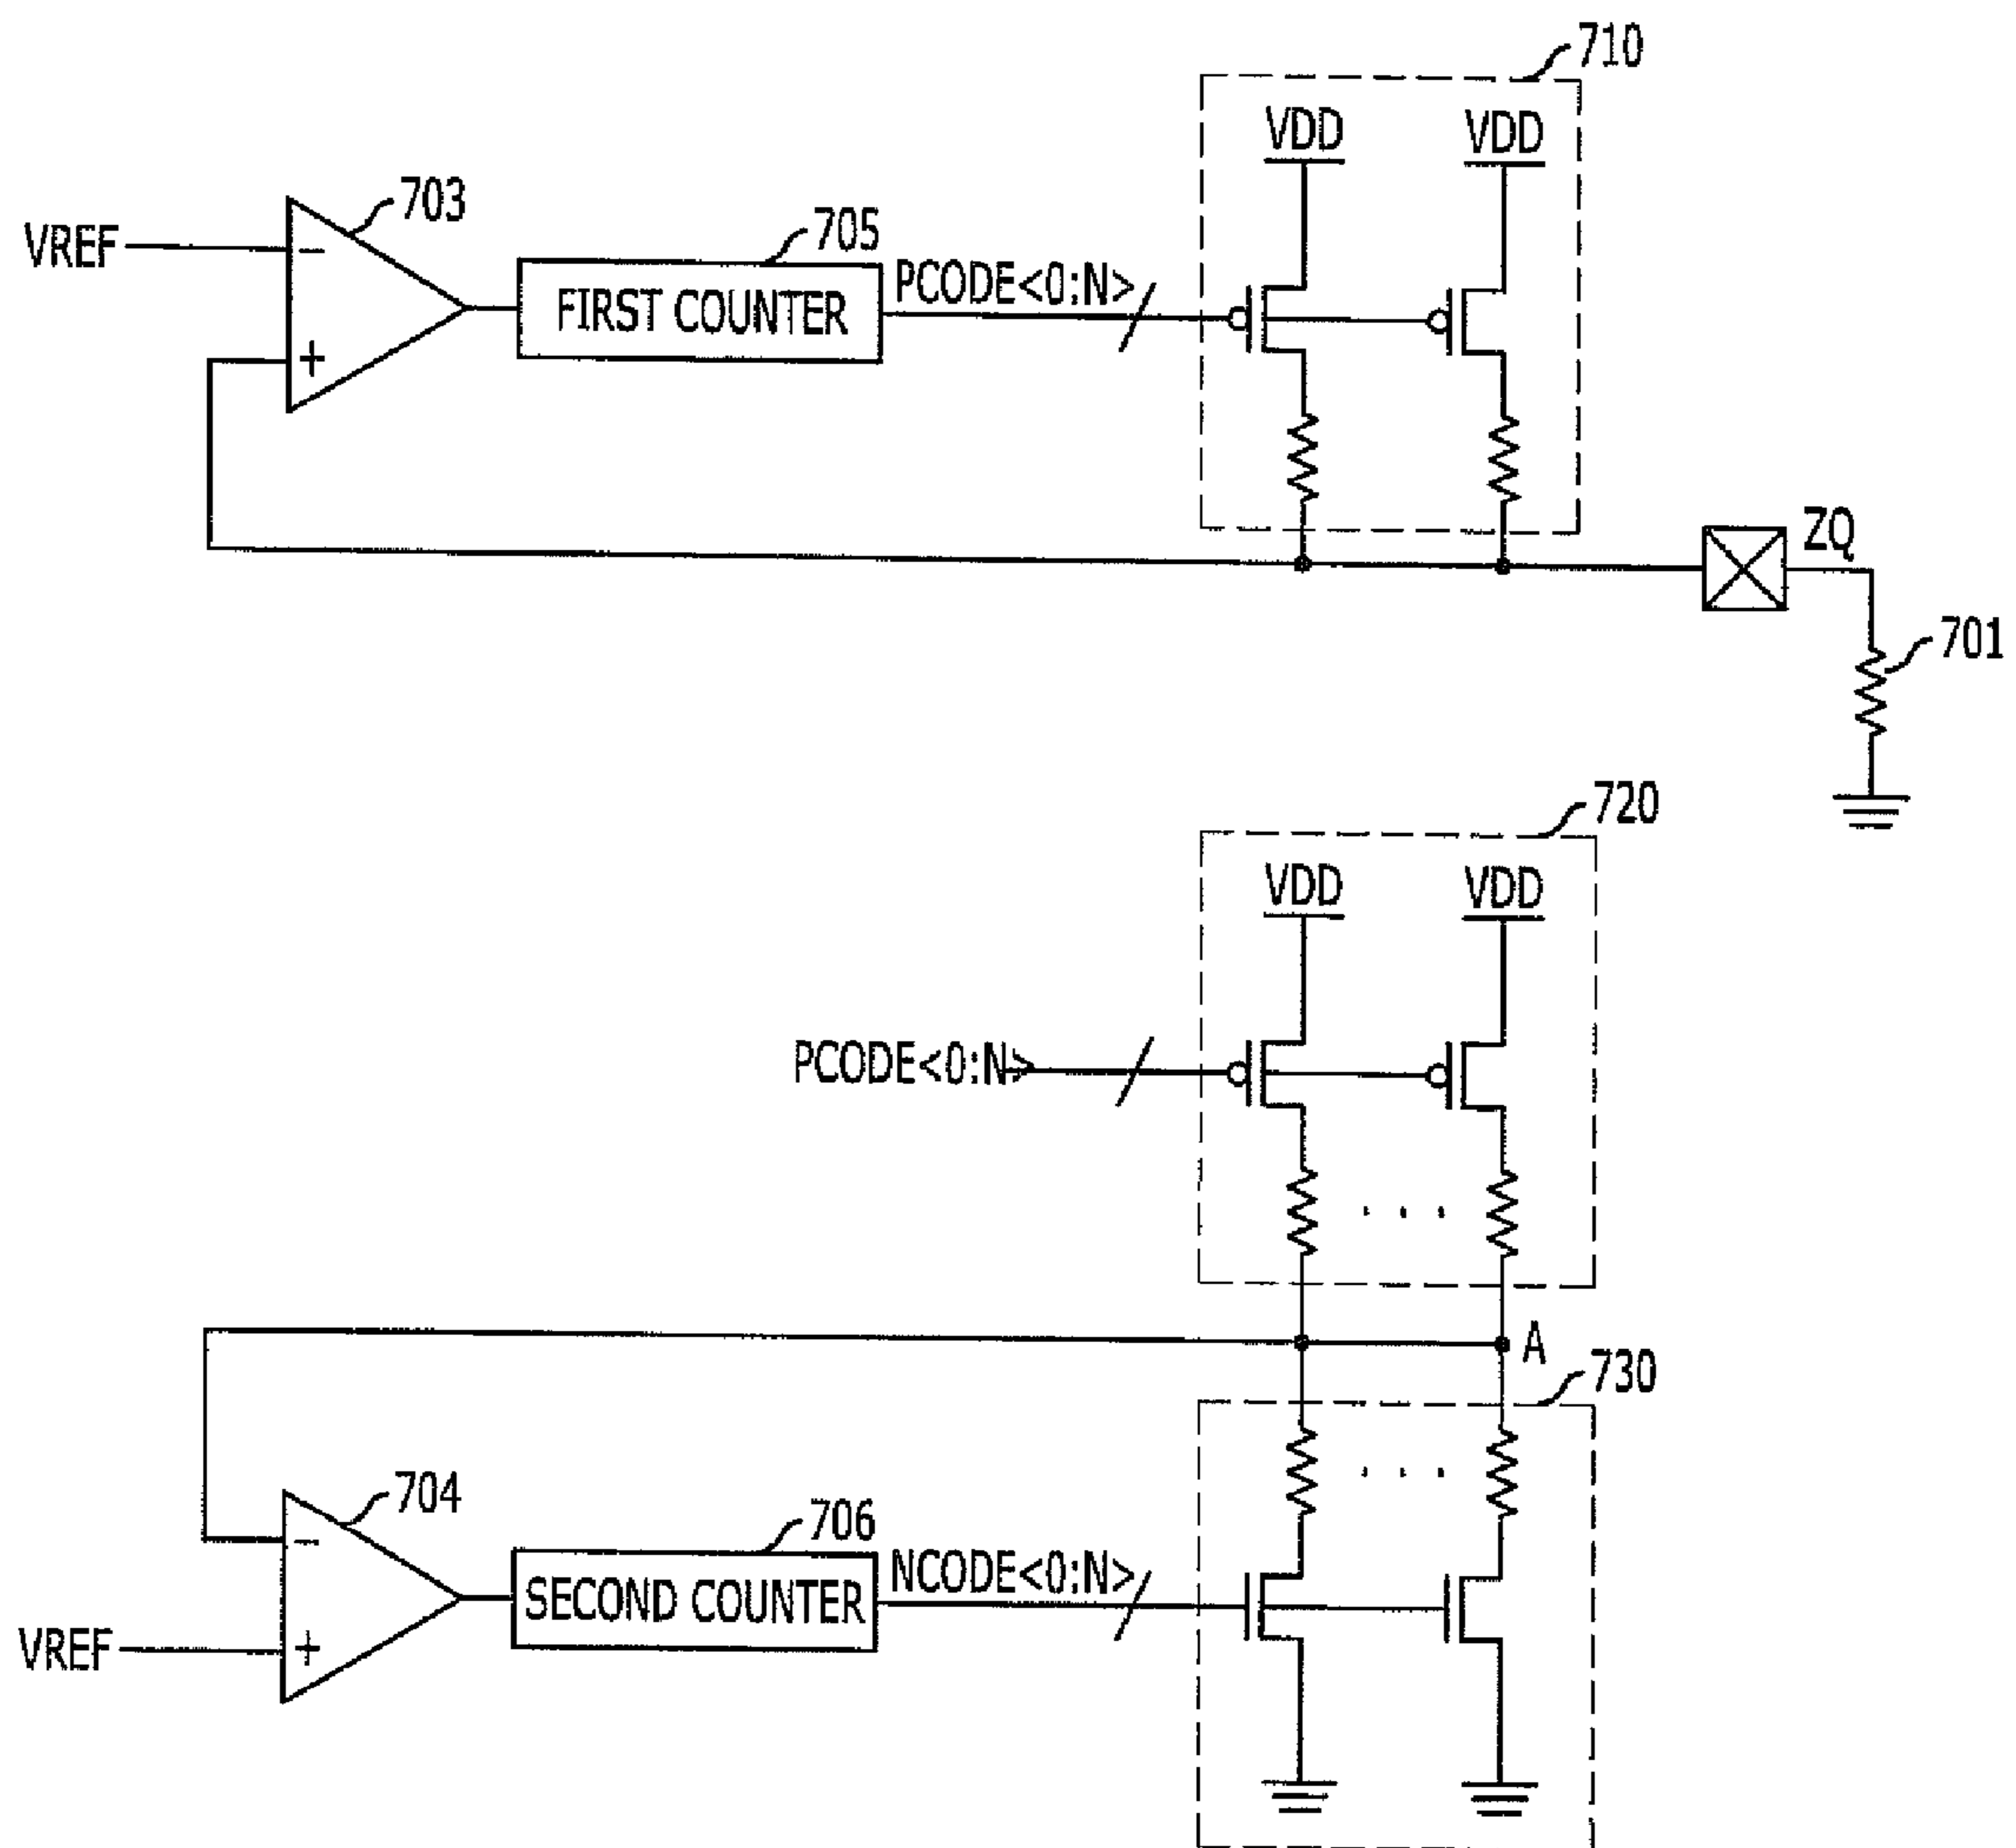 710
VDD
VDD
703
705
VREF
−
FIRST COUNTER
PCODE<0:N>
+
ZQ
701
720
VDD
VDD
PCODE<0:N>
. . .
A
730
704
706
−
. . .
SECOND COUNTER
NCODE<0:N>
VREF
+